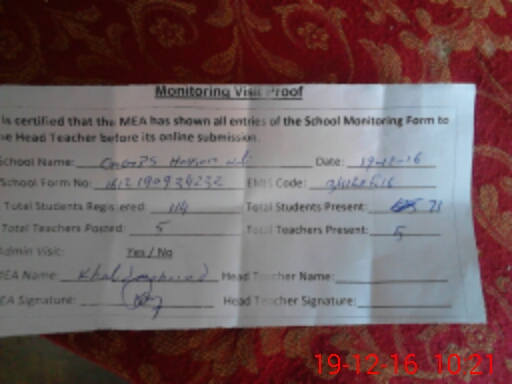 Monitoring Visit Proof
is certified that the MEA has shown all entries of the School Monitoring Form to
he Head Teacher before its online submission.
School Name: Date: 19-12-16
School Form No: EMIS Code:
Total Students Registered: 114 Total Students Present: 71
Total Teachers Posted: 5 Total Teachers Present: 5
Admin Visit: Yes / No
MEA Name: Head Teacher Name:
EA Signature: Head Teacher Signature:
19-12-16 10:21